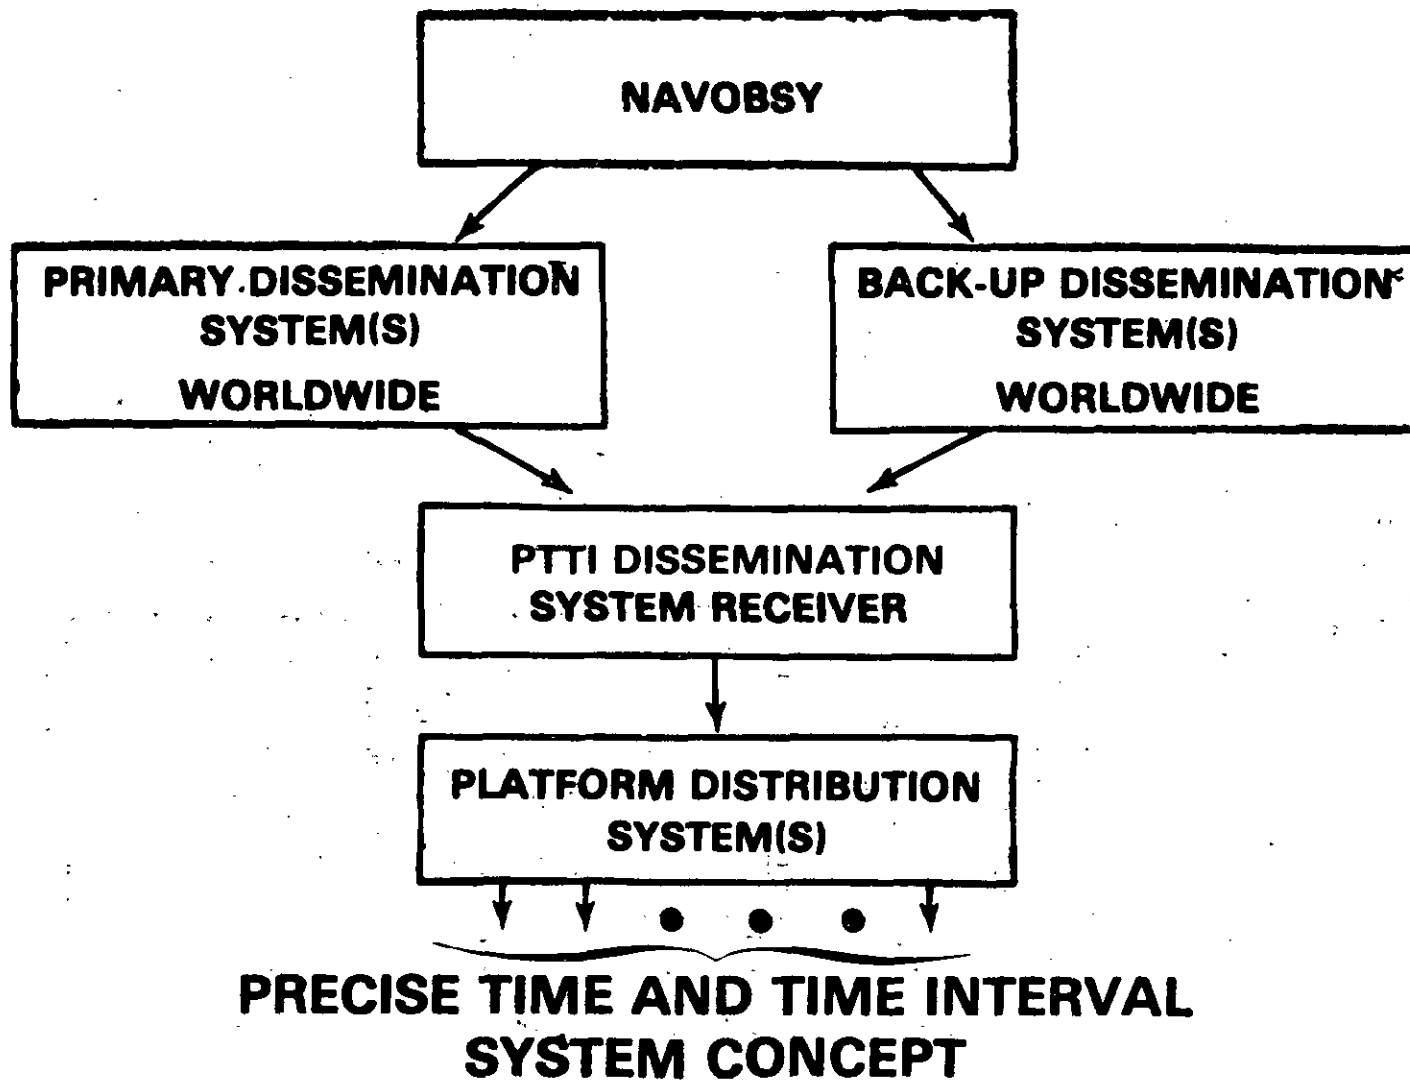 NAVOBSY
PRIMARY DISSEMINATION
SYSTEM(S)
WORLDWIDE
BACK-UP DISSEMINATION
SYSTEM(S)
WORLDWIDE
PTTI DISSEMINATION
SYSTEM RECEIVER
PLATFORM DISTRIBUTION
SYSTEM(S)
PRECISE TIME AND TIME INTERVAL
SYSTEM CONCEPT